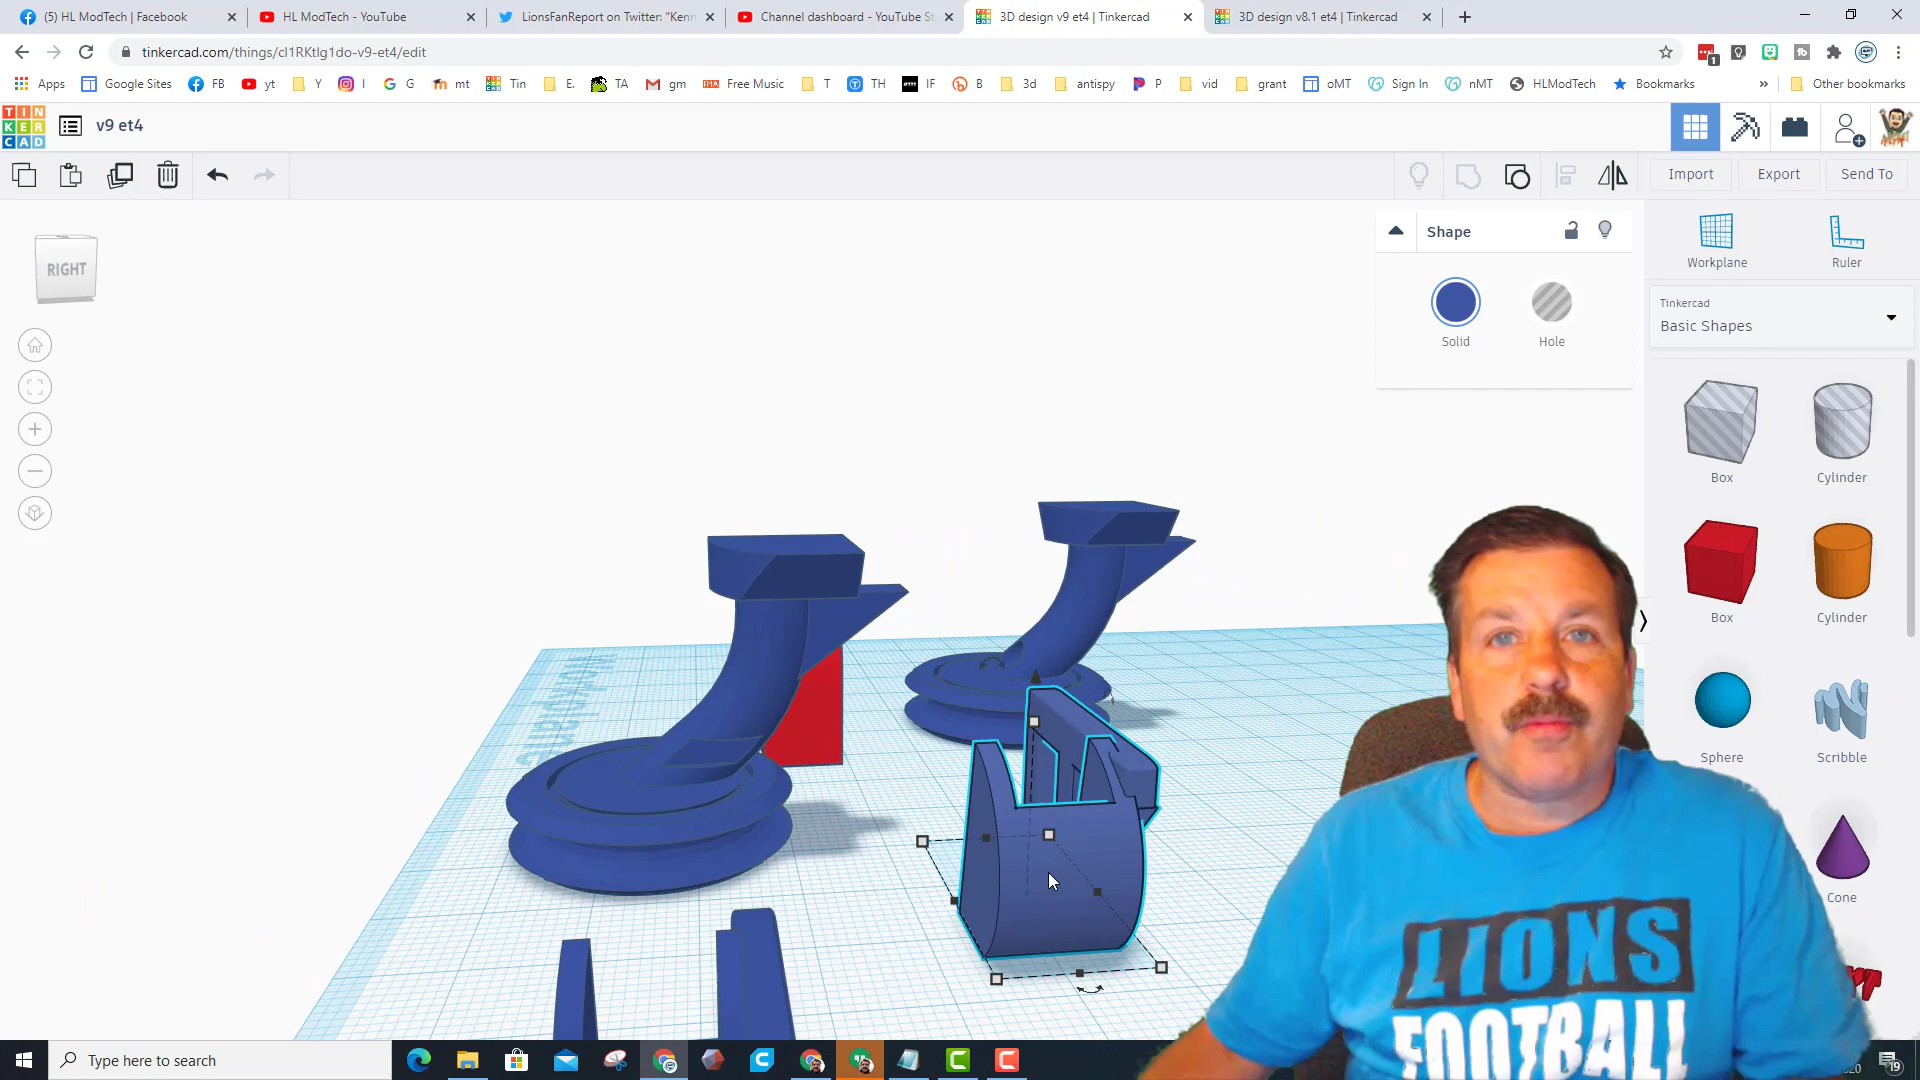 (5) HL ModTech | Facebook
HL ModTech - YouTube
LionsFanReport on Twitter: "Kenn
Channel dashboard - YouTube St
3D design v9 et4 | Tinkercad
3D design v8.1 et4 | Tinkercad
tinkercad.com/things/cl1RKtlg1do-v9-et4/edit
Apps
Google Sites
FB
yt
Y
I
G
mt
Tin
E.
TA
gm
Free Music
T
TH
IF
B
3d
antispy
P
vid
grant
oMT
Sign In
nMT
HLModTech
Bookmarks
Other bookmarks
TIN
KER
CAD
v9 et4
Import
Export
Send To
RIGHT
Shape
Solid
Hole
Workplane
Ruler
Tinkercad
Basic Shapes
Box
Cylinder
Box
Cylinder
Sphere
Scribble
Cone
Workplane
LIONS
FOOTBALL
Type here to search
19